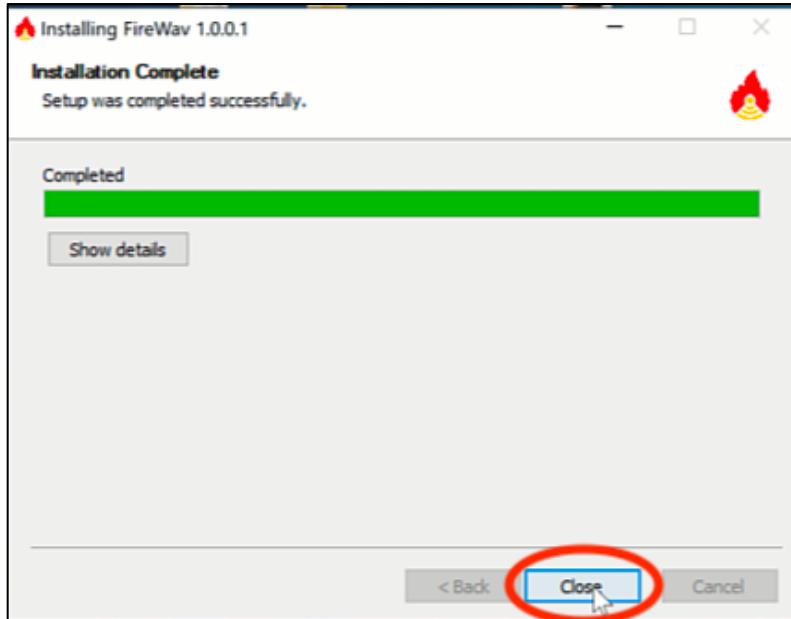 Installing FireWav 1.0.0.1
Installation Complete
Setup was completed successfully.
Completed
Show details
< Back Close Cancel